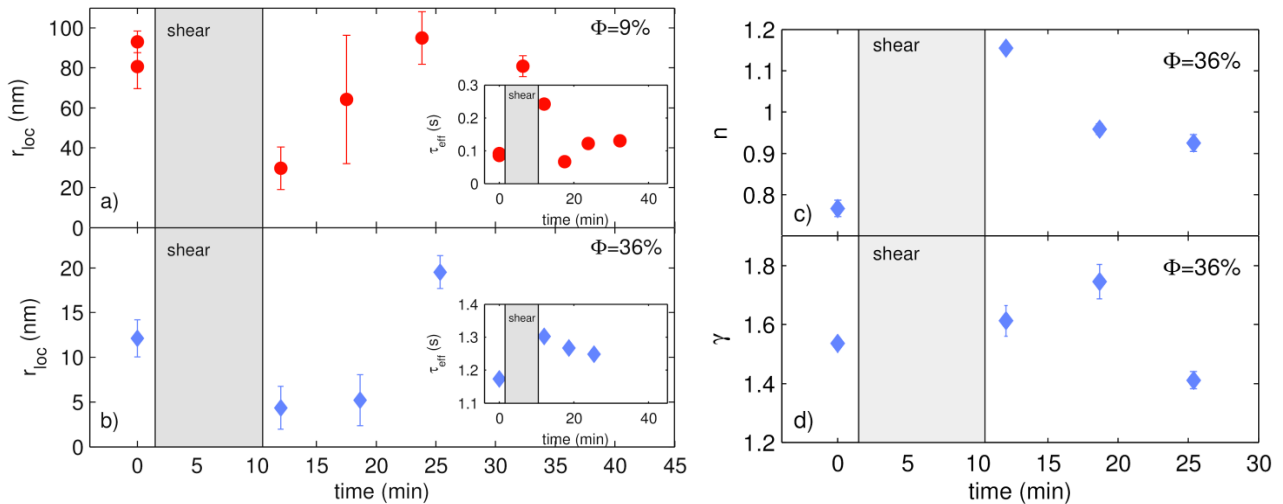 100
80
60
40
20
0
r_loc (nm)
shear
Φ=9%
a)
0.3
0.2
0.1
0
τ_eff (s)
shear
0
20
40
time (min)
20
15
10
5
0
r_loc (nm)
shear
Φ=36%
b)
1.4
1.3
1.2
1.1
τ_eff (s)
shear
0
20
40
time (min)
0 5 10 15 20 25 30 35 40 45
time (min)
1.2
1.1
1
0.9
0.8
n
shear
Φ=36%
c)
1.8
1.6
1.4
1.2
γ
shear
Φ=36%
d)
0 5 10 15 20 25 30
time (min)